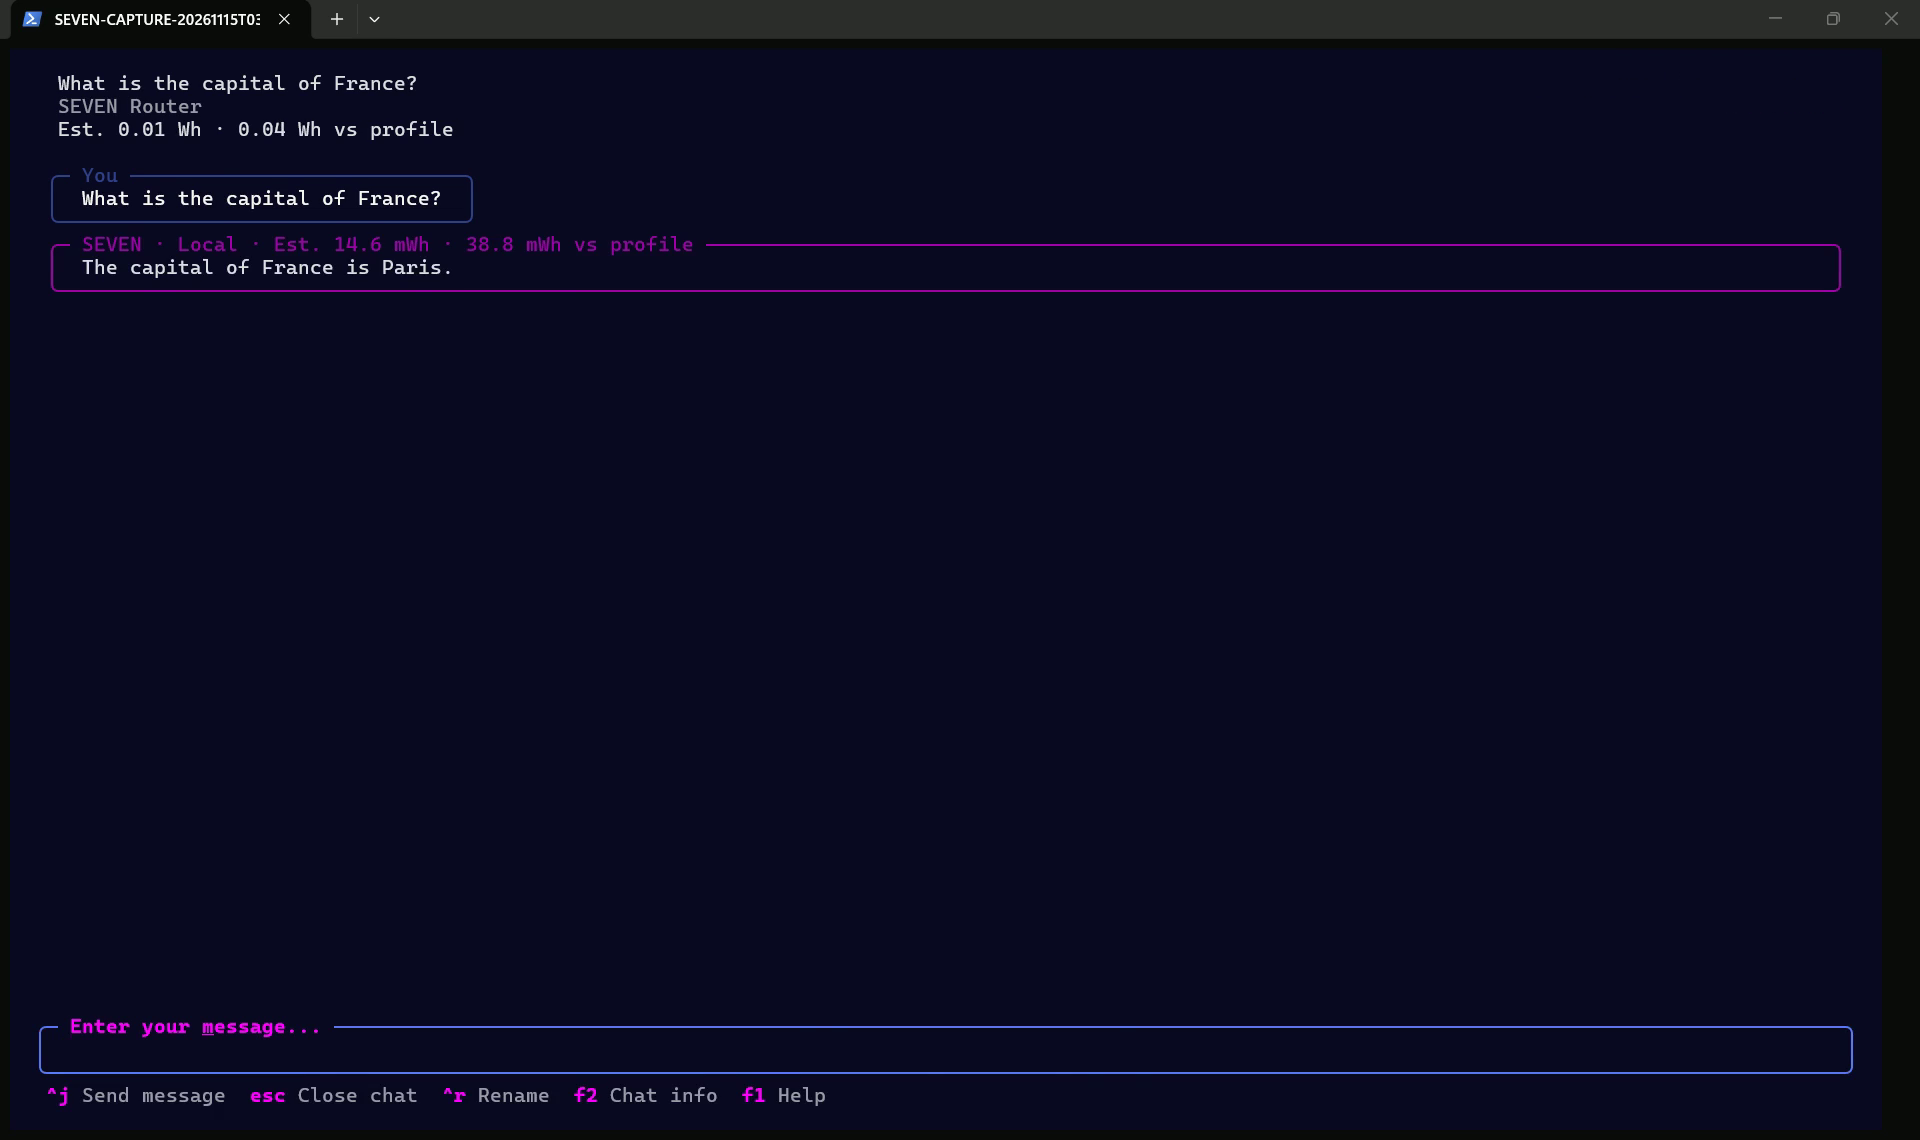 SEVEN-CAPTURE-20261115T03
What is the capital of France?
SEVEN Router
Est. 0.01 Wh · 0.04 Wh vs profile
You
What is the capital of France?
SEVEN · Local · Est. 14.6 mWh · 38.8 mWh vs profile
The capital of France is Paris.
Enter your message...
^j Send message esc Close chat ^r Rename f2 Chat info f1 Help